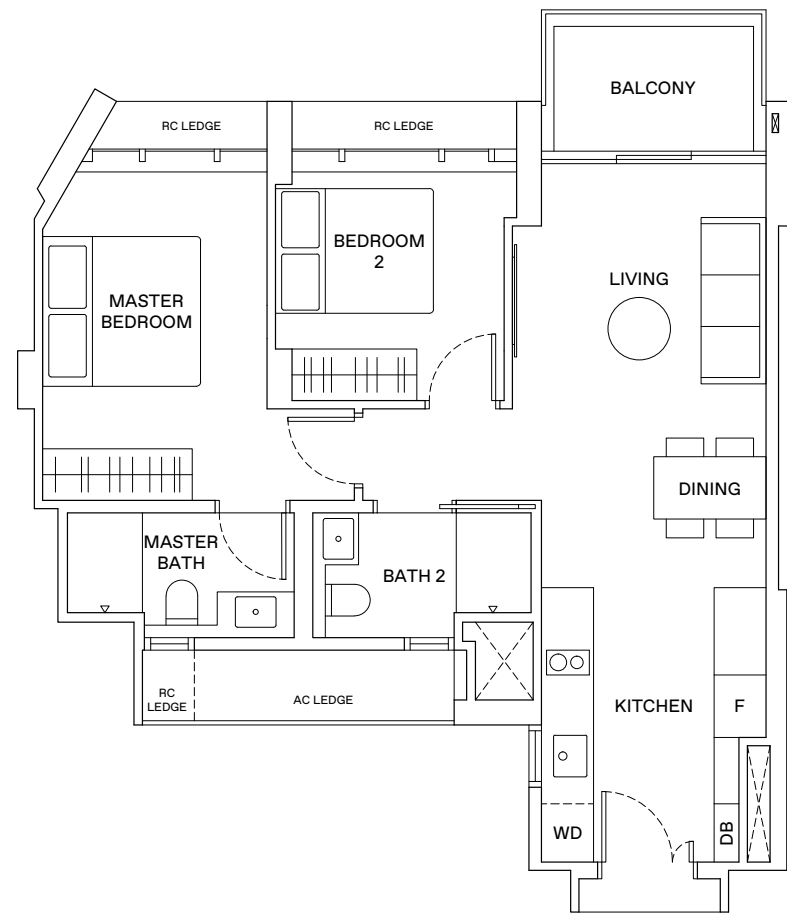 BALCONY
RC LEDGE
RC LEDGE
BEDROOM
2
LIVING
MASTER
BEDROOM
DINING
MASTER
BATH
BATH 2
RC
LEDGE
AC LEDGE
KITCHEN
F
WD
DB